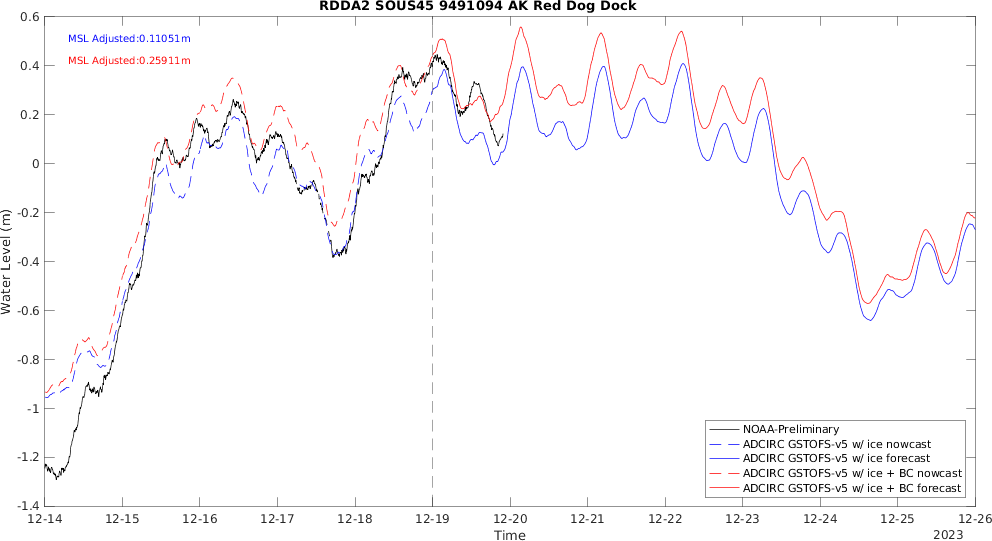 RDDA2 SOUS45 9491094 AK Red Dog Dock
MSL Adjusted:0.11051m
MSL Adjusted:0.25911m
Water Level (m)
0.6
0.4
0.2
0
-0.2
-0.4
-0.6
-0.8
-1
-1.2
-1.4
NOAA-Preliminary
ADCIRC GSTOFS-v5 w/ ice nowcast
ADCIRC GSTOFS-v5 w/ ice forecast
ADCIRC GSTOFS-v5 w/ ice + BC nowcast
ADCIRC GSTOFS-v5 w/ ice + BC forecast
12-14 12-15 12-16 12-17 12-18 12-19 12-20 12-21 12-22 12-23 12-24 12-25 12-26
Time
2023